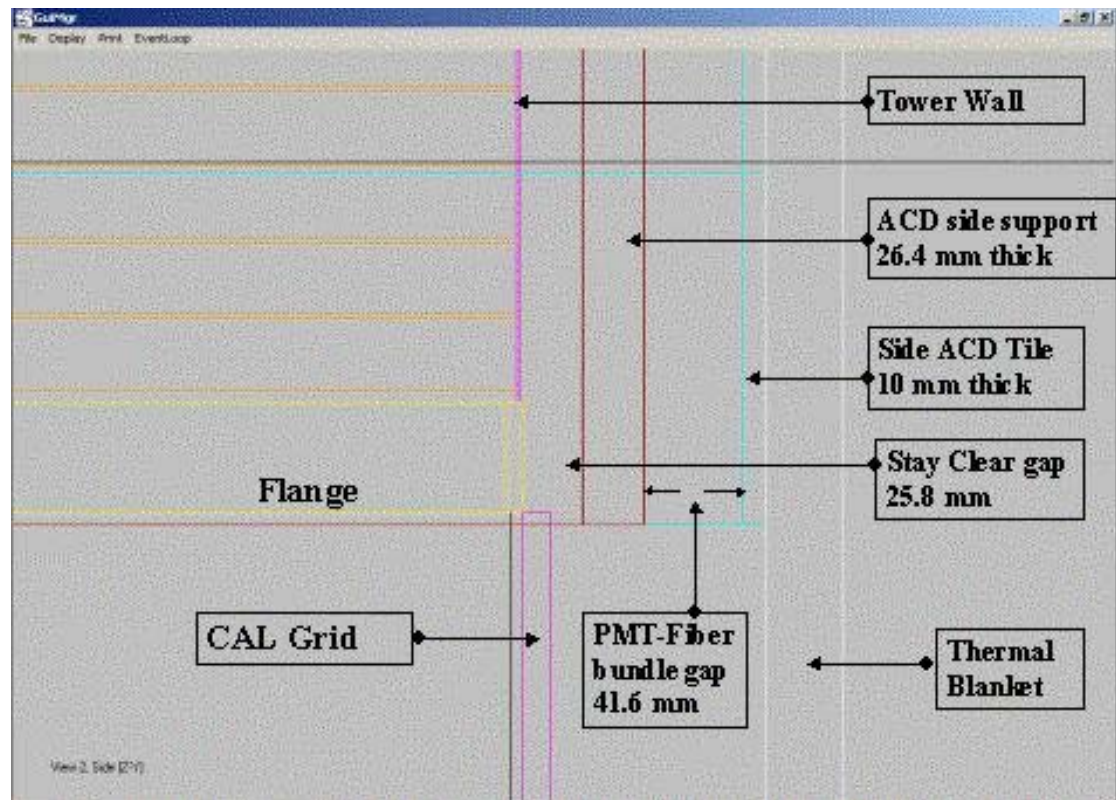 GuiMgr
File Display Print EventLoop
Tower Wall
ACD side support
26.4 mm thick
Side ACD Tile
10 mm thick
Stay Clear gap
25.8 mm
Flange
CAL Grid
PMT-Fiber
bundle gap
41.6 mm
Thermal
Blanket
View 2, Side (Z-Y)